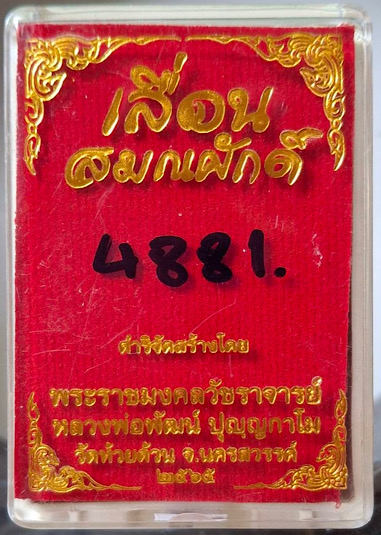 เลื่อน
สมณศักดิ์
4881.
ดำริจัดสร้างโดย
พระราชมงคลวัชราจารย์
หลวงพ่อพัฒน์ ปุญฺญกาโม
วัดห้วยด้วน จ.นครสวรรค์
๒๕๖๕